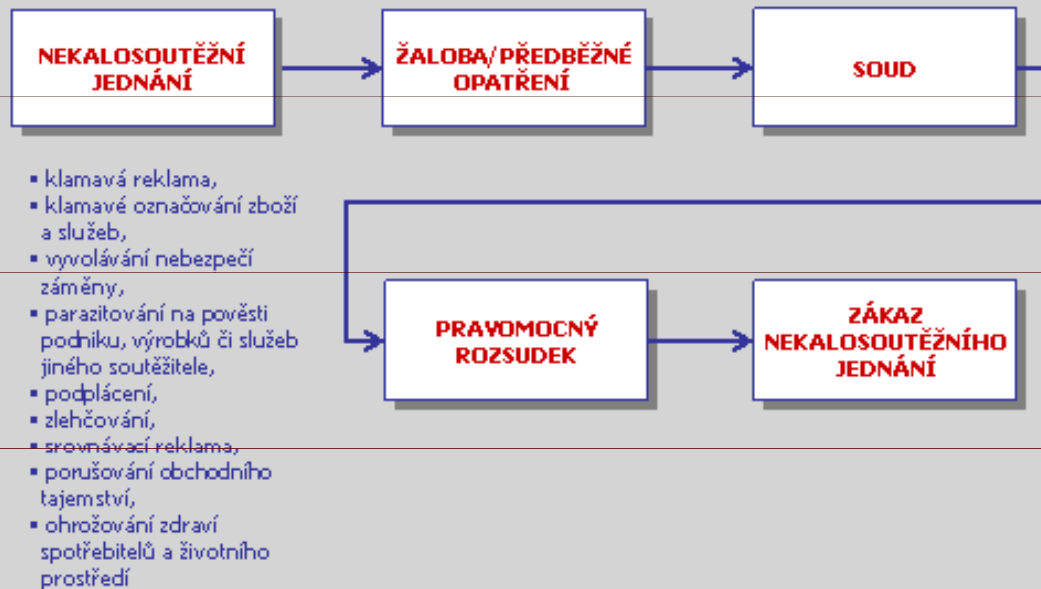 NEKALOSOUTĚŽNÍ
JEDNÁNÍ
ŽALOBA/PŘEDBĚŽNÉ
OPATŘENÍ
SOUD
▪ klamavá reklama,
▪ klamavé označování zboží
a služeb,
▪ vyvolávání nebezpečí
záměny,
▪ parazitování na pověsti
podniku, výrobků či služeb
jiného soutěžitele,
▪ podplácení,
▪ zlehčování,
▪ srovnávací reklama,
▪ porušování obchodního
tajemství,
▪ ohrožování zdraví
spotřebitelů a životního
prostředí
PRAVOMOCNÝ
ROZSUDEK
ZÁKAZ
NEKALOSOUTĚŽNÍHO
JEDNÁNÍ